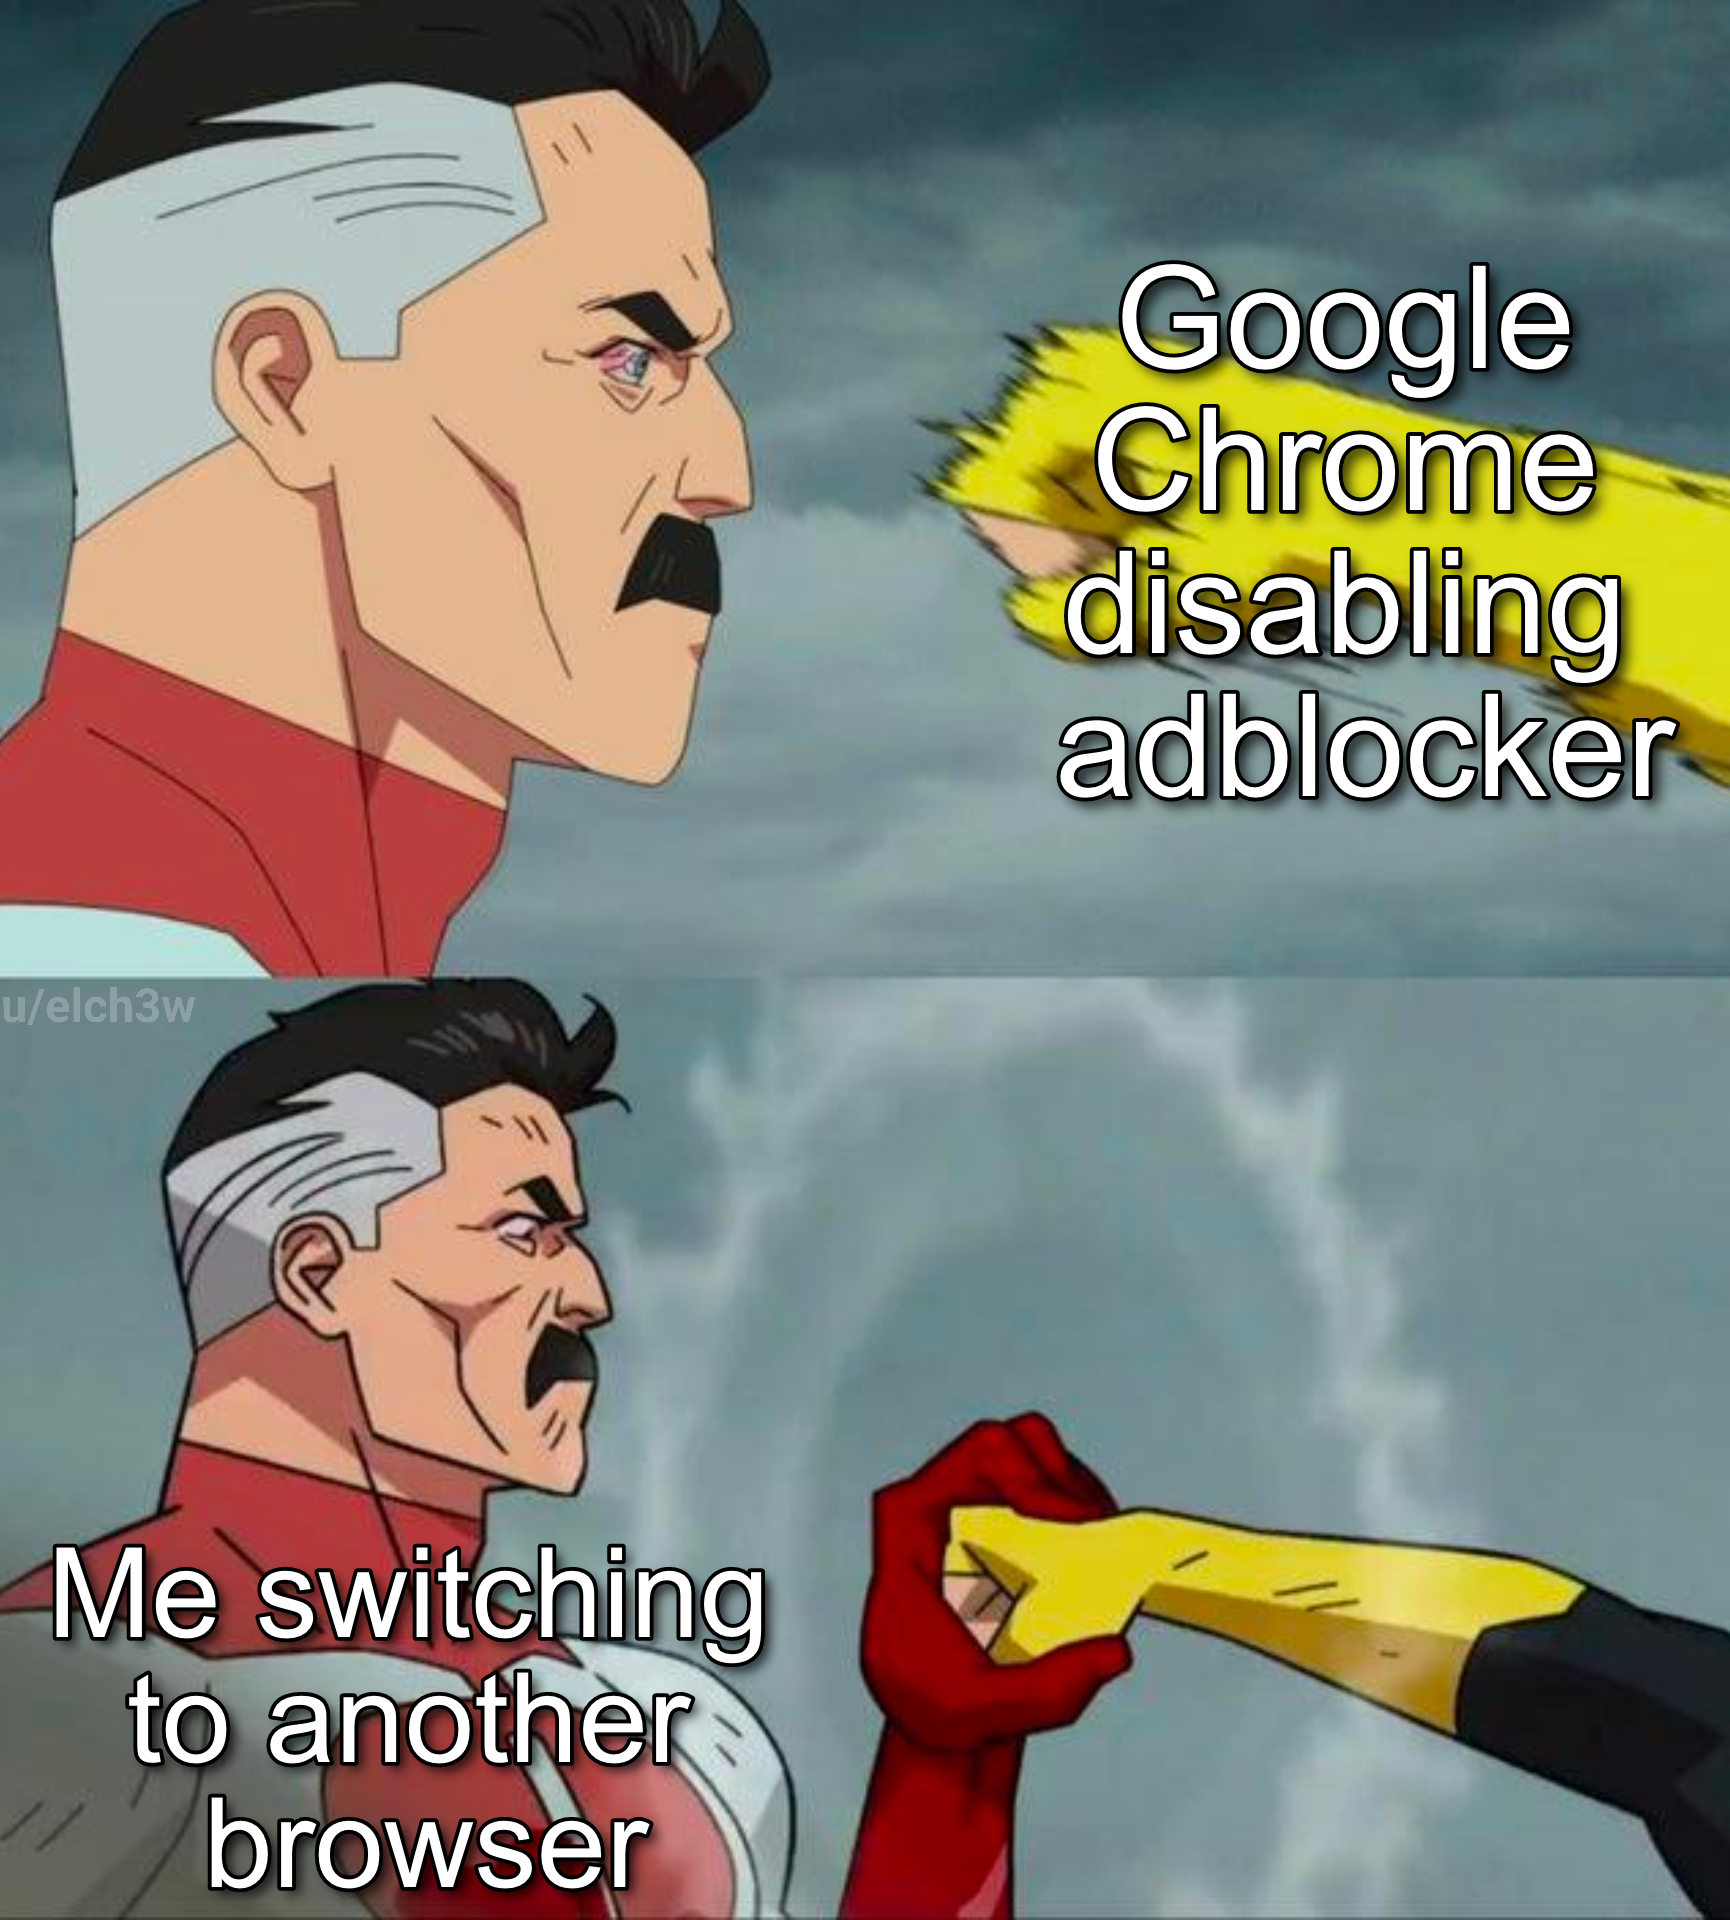 Google
Chrome
disabling
adblocker
u/elch3w
Me switching
to another
browser